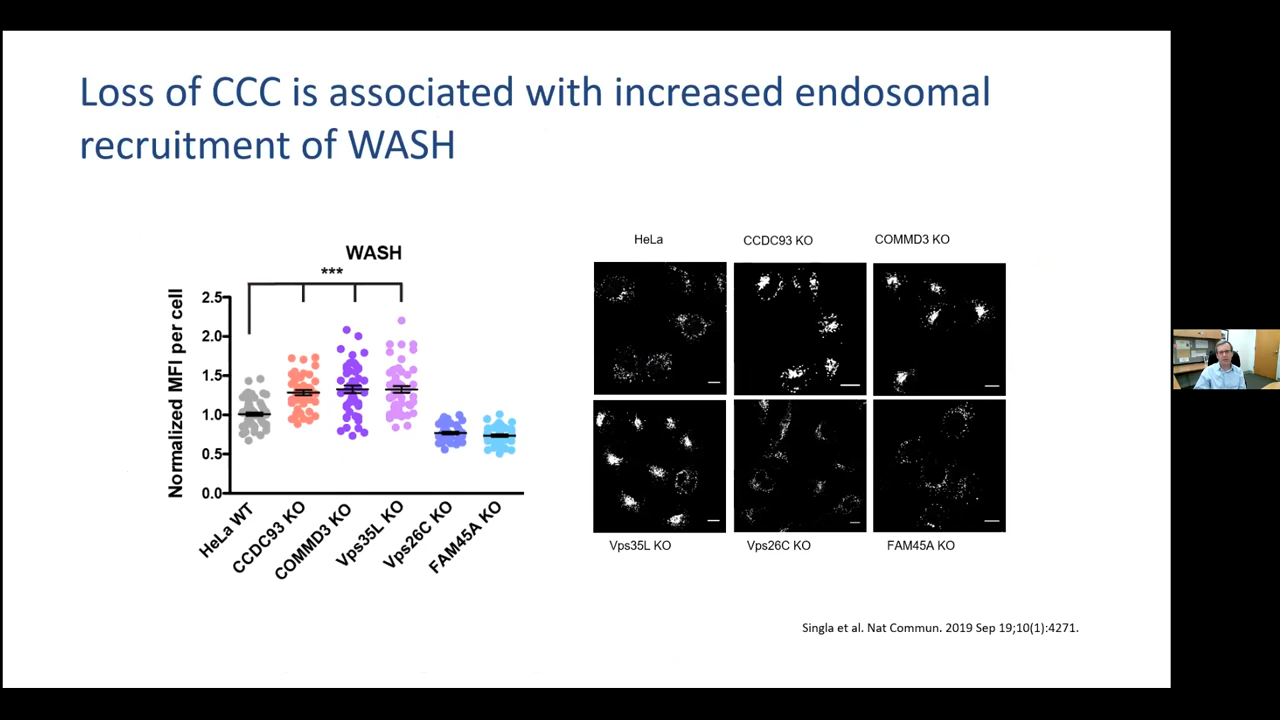 Loss of CCC is associated with increased endosomal
recruitment of WASH
WASH
***
Normalized MFI per cell
2.5
2.0
1.5
1.0
0.5
0.0
HeLa WT
CCDC93 KO
COMMD3 KO
Vps35L KO
Vps26C KO
FAM45A KO
HeLa
CCDC93 KO
COMMD3 KO
Vps35L KO
Vps26C KO
FAM45A KO
Singla et al. Nat Commun. 2019 Sep 19;10(1):4271.